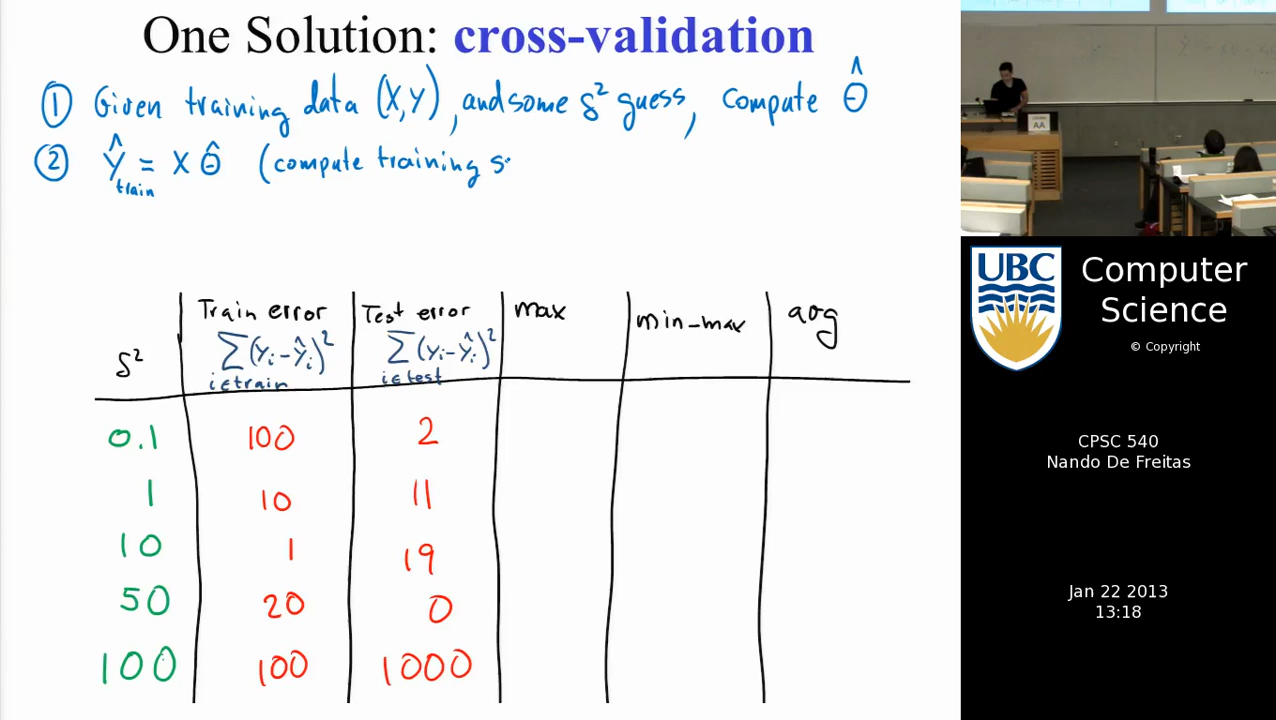 One Solution: cross-validation
① Given training data (X,Y), and some δ² guess, compute θ̂
② Ŷtrain = X θ̂ (compute training s
δ² | Train error ∑i∈train (yi-ŷi)² | Test error ∑i∈test (yi-ŷi)² | max | min-max | avg
0.1 100 2
1 10 11
10 1 19
50 20 0
100 100 1000
UBC
Computer
Science
© Copyright
CPSC 540
Nando De Freitas
Jan 22 2013
13:18